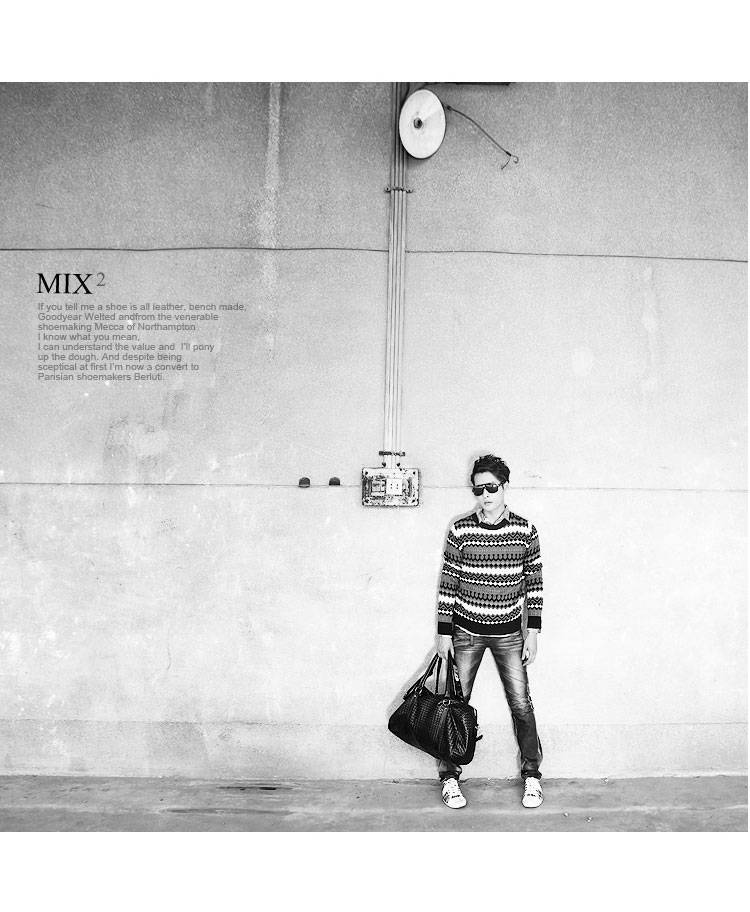 MIX2
If you tell me a shoe is all leather, bench made,
Goodyear Welted andfrom the venerable
shoemaking Mecca of Northampton
I know what you mean,
I can understand the value and  I'll pony
up the dough. And despite being
sceptical at first I'm now a convert to
Parisian shoemakers Berluti.